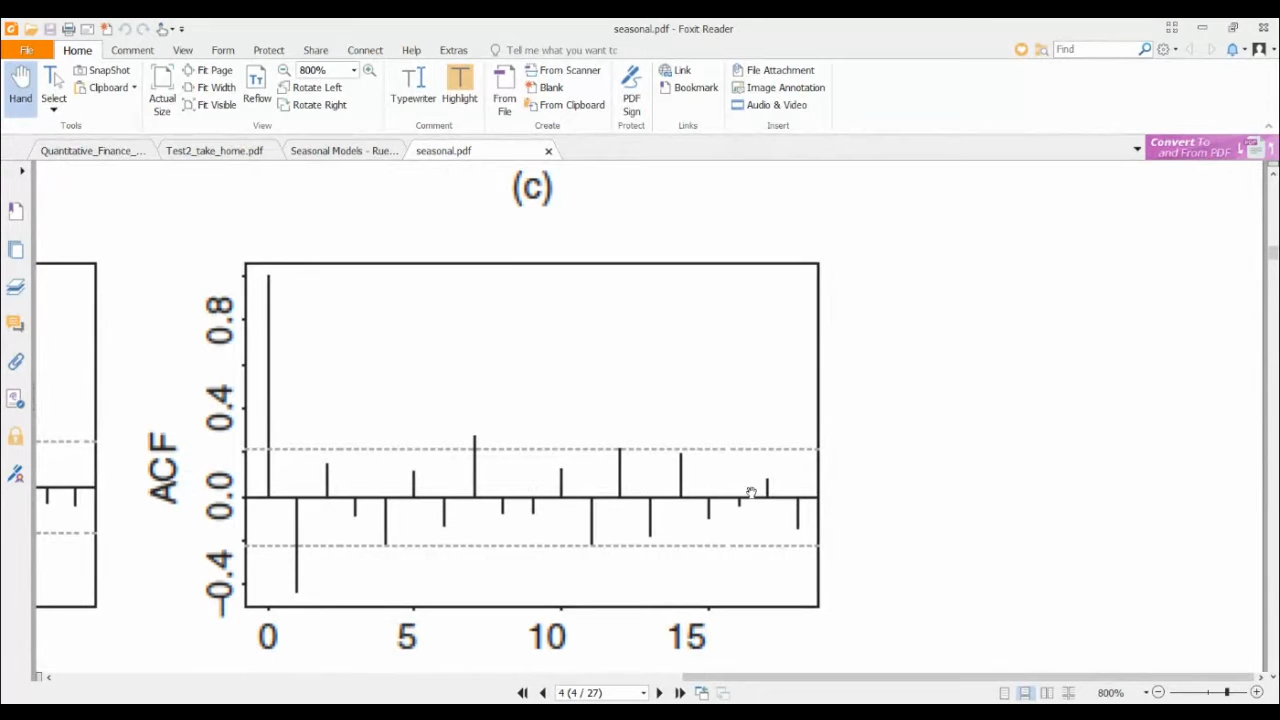 seasonal.pdf - Foxit Reader
File Home Comment View Form Protect Share Connect Help Extras Tell me what you want to Find
Hand
Select
SnapShot
Clipboard
Tools
Actual Size
Fit Page
Fit Width
Fit Visible
Reflow
800%
Rotate Left
Rotate Right
View
Typewriter
Highlight
Comment
From File
From Scanner
Blank
From Clipboard
Create
PDF Sign
Protect
Link
Bookmark
Links
File Attachment
Image Annotation
Audio & Video
Insert
Quantitative_Finance_... Test2_take_home.pdf Seasonal Models - Rue... seasonal.pdf
Convert To
and From PDF
(c)
ACF
0.8
0.4
0.0
−0.4
0 5 10 15
4 (4 / 27) 800%